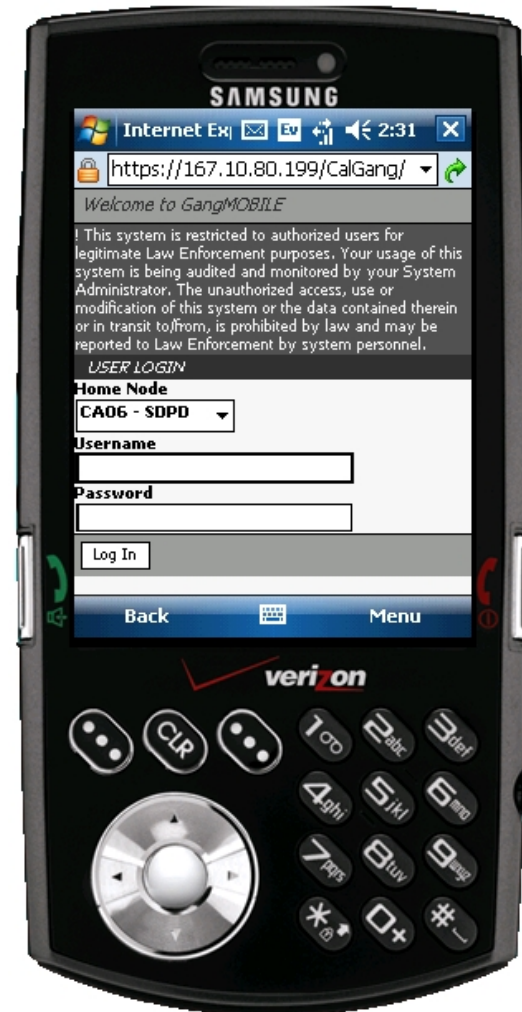 SAMSUNG
Internet Ex Ev 2:31
https://167.10.80.199/CalGang/
Welcome to GangMOBILE
! This system is restricted to authorized users for
legitimate Law Enforcement purposes. Your usage of this
system is being audited and monitored by your System
Administrator. The unauthorized access, use or
modification of this system or the data contained therein
or in transit to/from, is prohibited by law and may be
reported to Law Enforcement by system personnel.
USER LOGIN
Home Node
CA06 - SDPD
Username
Password
Log In
Back Menu
verizon
CLR 1 2abc 3def
4ghi 5jkl 6mno
7pqrs 8tuv 9wxyz
* 0+ #